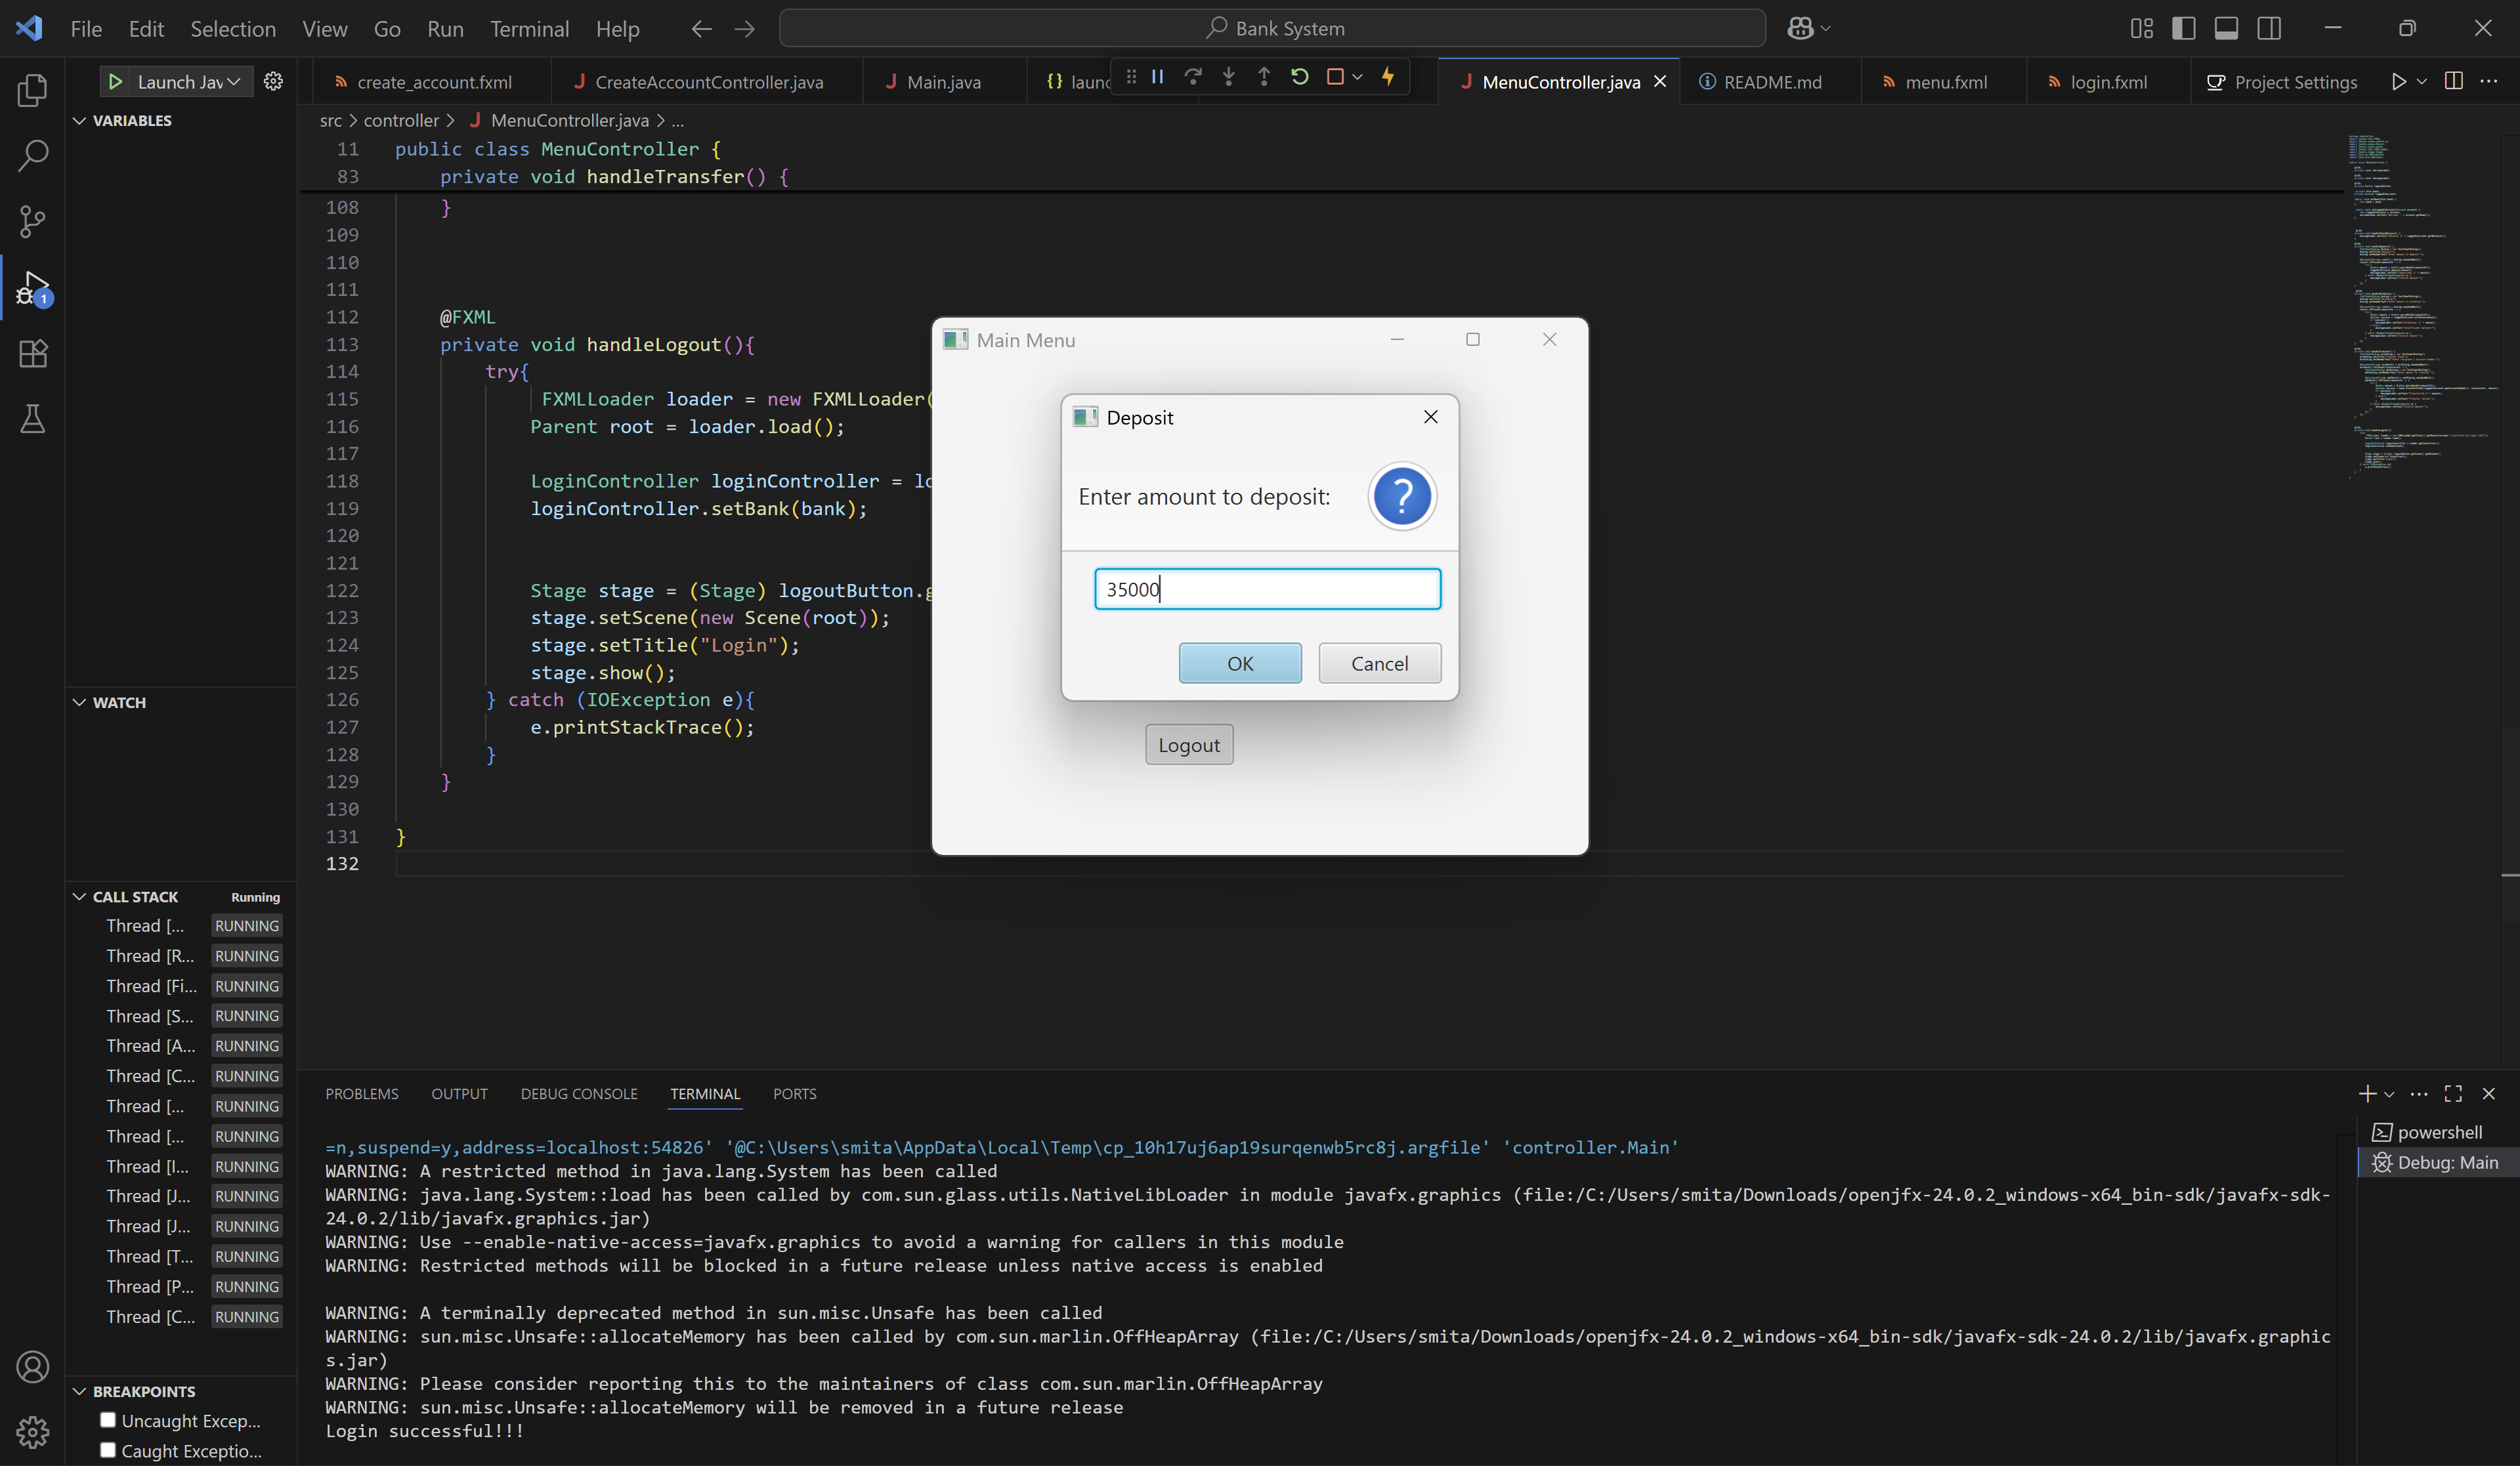 File Edit Selection View Go Run Terminal Help
Bank System
Launch Jav
create_account.fxml
CreateAccountController.java
Main.java
{} laun
MenuController.java
README.md
menu.fxml
login.fxml
Project Settings
VARIABLES
src > controller > MenuController.java > ...
11 public class MenuController {
83 private void handleTransfer() {
108 }
109
110
111
112 @FXML
113 private void handleLogout(){
114 try{
115 FXMLLoader loader = new FXMLLoader(
116 Parent root = loader.load();
117
118 LoginController loginController = lo
119 loginController.setBank(bank);
120
121
122 Stage stage = (Stage) logoutButton.g
123 stage.setScene(new Scene(root));
124 stage.setTitle("Login");
125 stage.show();
126 } catch (IOException e){
127 e.printStackTrace();
128 }
129 }
130
131 }
132
Main Menu
Deposit
Enter amount to deposit:
?
35000
OK Cancel
Logout
1
WATCH
CALL STACK Running
Thread [... RUNNING
Thread [R... RUNNING
Thread [Fi... RUNNING
Thread [S... RUNNING
Thread [A... RUNNING
Thread [C... RUNNING
Thread [... RUNNING
Thread [... RUNNING
Thread [I... RUNNING
Thread [J... RUNNING
Thread [J... RUNNING
Thread [T... RUNNING
Thread [P... RUNNING
Thread [C... RUNNING
BREAKPOINTS
Uncaught Excep...
Caught Exceptio...
PROBLEMS OUTPUT DEBUG CONSOLE TERMINAL PORTS
=n,suspend=y,address=localhost:54826' '@C:\Users\smita\AppData\Local\Temp\cp_10h17uj6ap19surqenwb5rc8j.argfile' 'controller.Main'
WARNING: A restricted method in java.lang.System has been called
WARNING: java.lang.System::load has been called by com.sun.glass.utils.NativeLibLoader in module javafx.graphics (file:/C:/Users/smita/Downloads/openjfx-24.0.2_windows-x64_bin-sdk/javafx-sdk-
24.0.2/lib/javafx.graphics.jar)
WARNING: Use --enable-native-access=javafx.graphics to avoid a warning for callers in this module
WARNING: Restricted methods will be blocked in a future release unless native access is enabled
WARNING: A terminally deprecated method in sun.misc.Unsafe has been called
WARNING: sun.misc.Unsafe::allocateMemory has been called by com.sun.marlin.OffHeapArray (file:/C:/Users/smita/Downloads/openjfx-24.0.2_windows-x64_bin-sdk/javafx-sdk-24.0.2/lib/javafx.graphic
s.jar)
WARNING: Please consider reporting this to the maintainers of class com.sun.marlin.OffHeapArray
WARNING: sun.misc.Unsafe::allocateMemory will be removed in a future release
Login successful!!!
powershell
Debug: Main